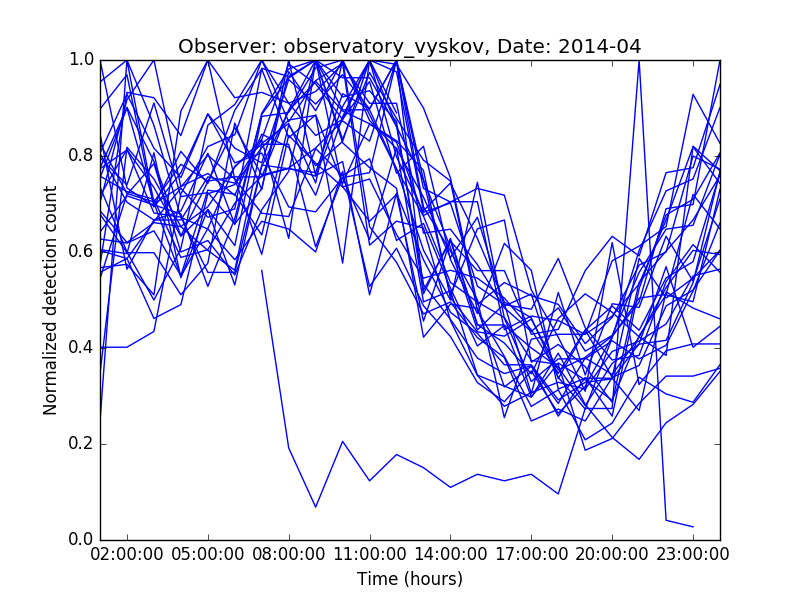 Observer: observatory_vyskov, Date: 2014-04
Normalized detection count
1.0
0.8
0.6
0.4
0.2
0.0
02:00:00 05:00:00 08:00:00 11:00:00 14:00:00 17:00:00 20:00:00 23:00:00
Time (hours)